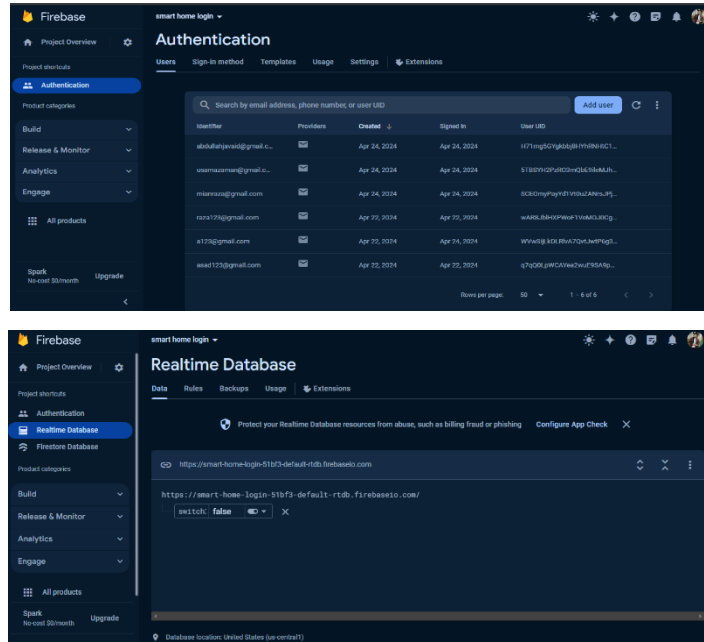 Firebase
smart home login
Project Overview
Authentication
Users Sign-in method Templates Usage Settings Extensions
Project shortcuts
Authentication
Product categories
Build
Release & Monitor
Analytics
Engage
All products
Spark
No-cost $0/month
Upgrade
Search by email address, phone number, or user UID Add user
Identifier Providers Created ↓ Signed In User UID
abdullahjavaid@gmail.c... Apr 24, 2024 Apr 24, 2024
usamazaman@gmail.c... Apr 24, 2024 Apr 24, 2024
mianraza@gmail.com Apr 24, 2024 Apr 24, 2024
raza123@gmail.com Apr 22, 2024 Apr 22, 2024
a123@gmail.com Apr 22, 2024 Apr 22, 2024
asad123@gmail.com Apr 22, 2024 Apr 22, 2024
Rows per page: 50 1 – 6 of 6
Firebase
smart home login
Project Overview
Realtime Database
Data Rules Backups Usage Extensions
Project shortcuts
Authentication
Realtime Database
Firestore Database
Product categories
Build
Release & Monitor
Analytics
Engage
All products
Spark
No-cost $0/month
Upgrade
Protect your Realtime Database resources from abuse, such as billing fraud or phishing Configure App Check
https://smart-home-login-51bf3-default-rtdb.firebaseio.com
https://smart-home-login-51bf3-default-rtdb.firebaseio.com/
switch: false
Database location: United States (us-central1)